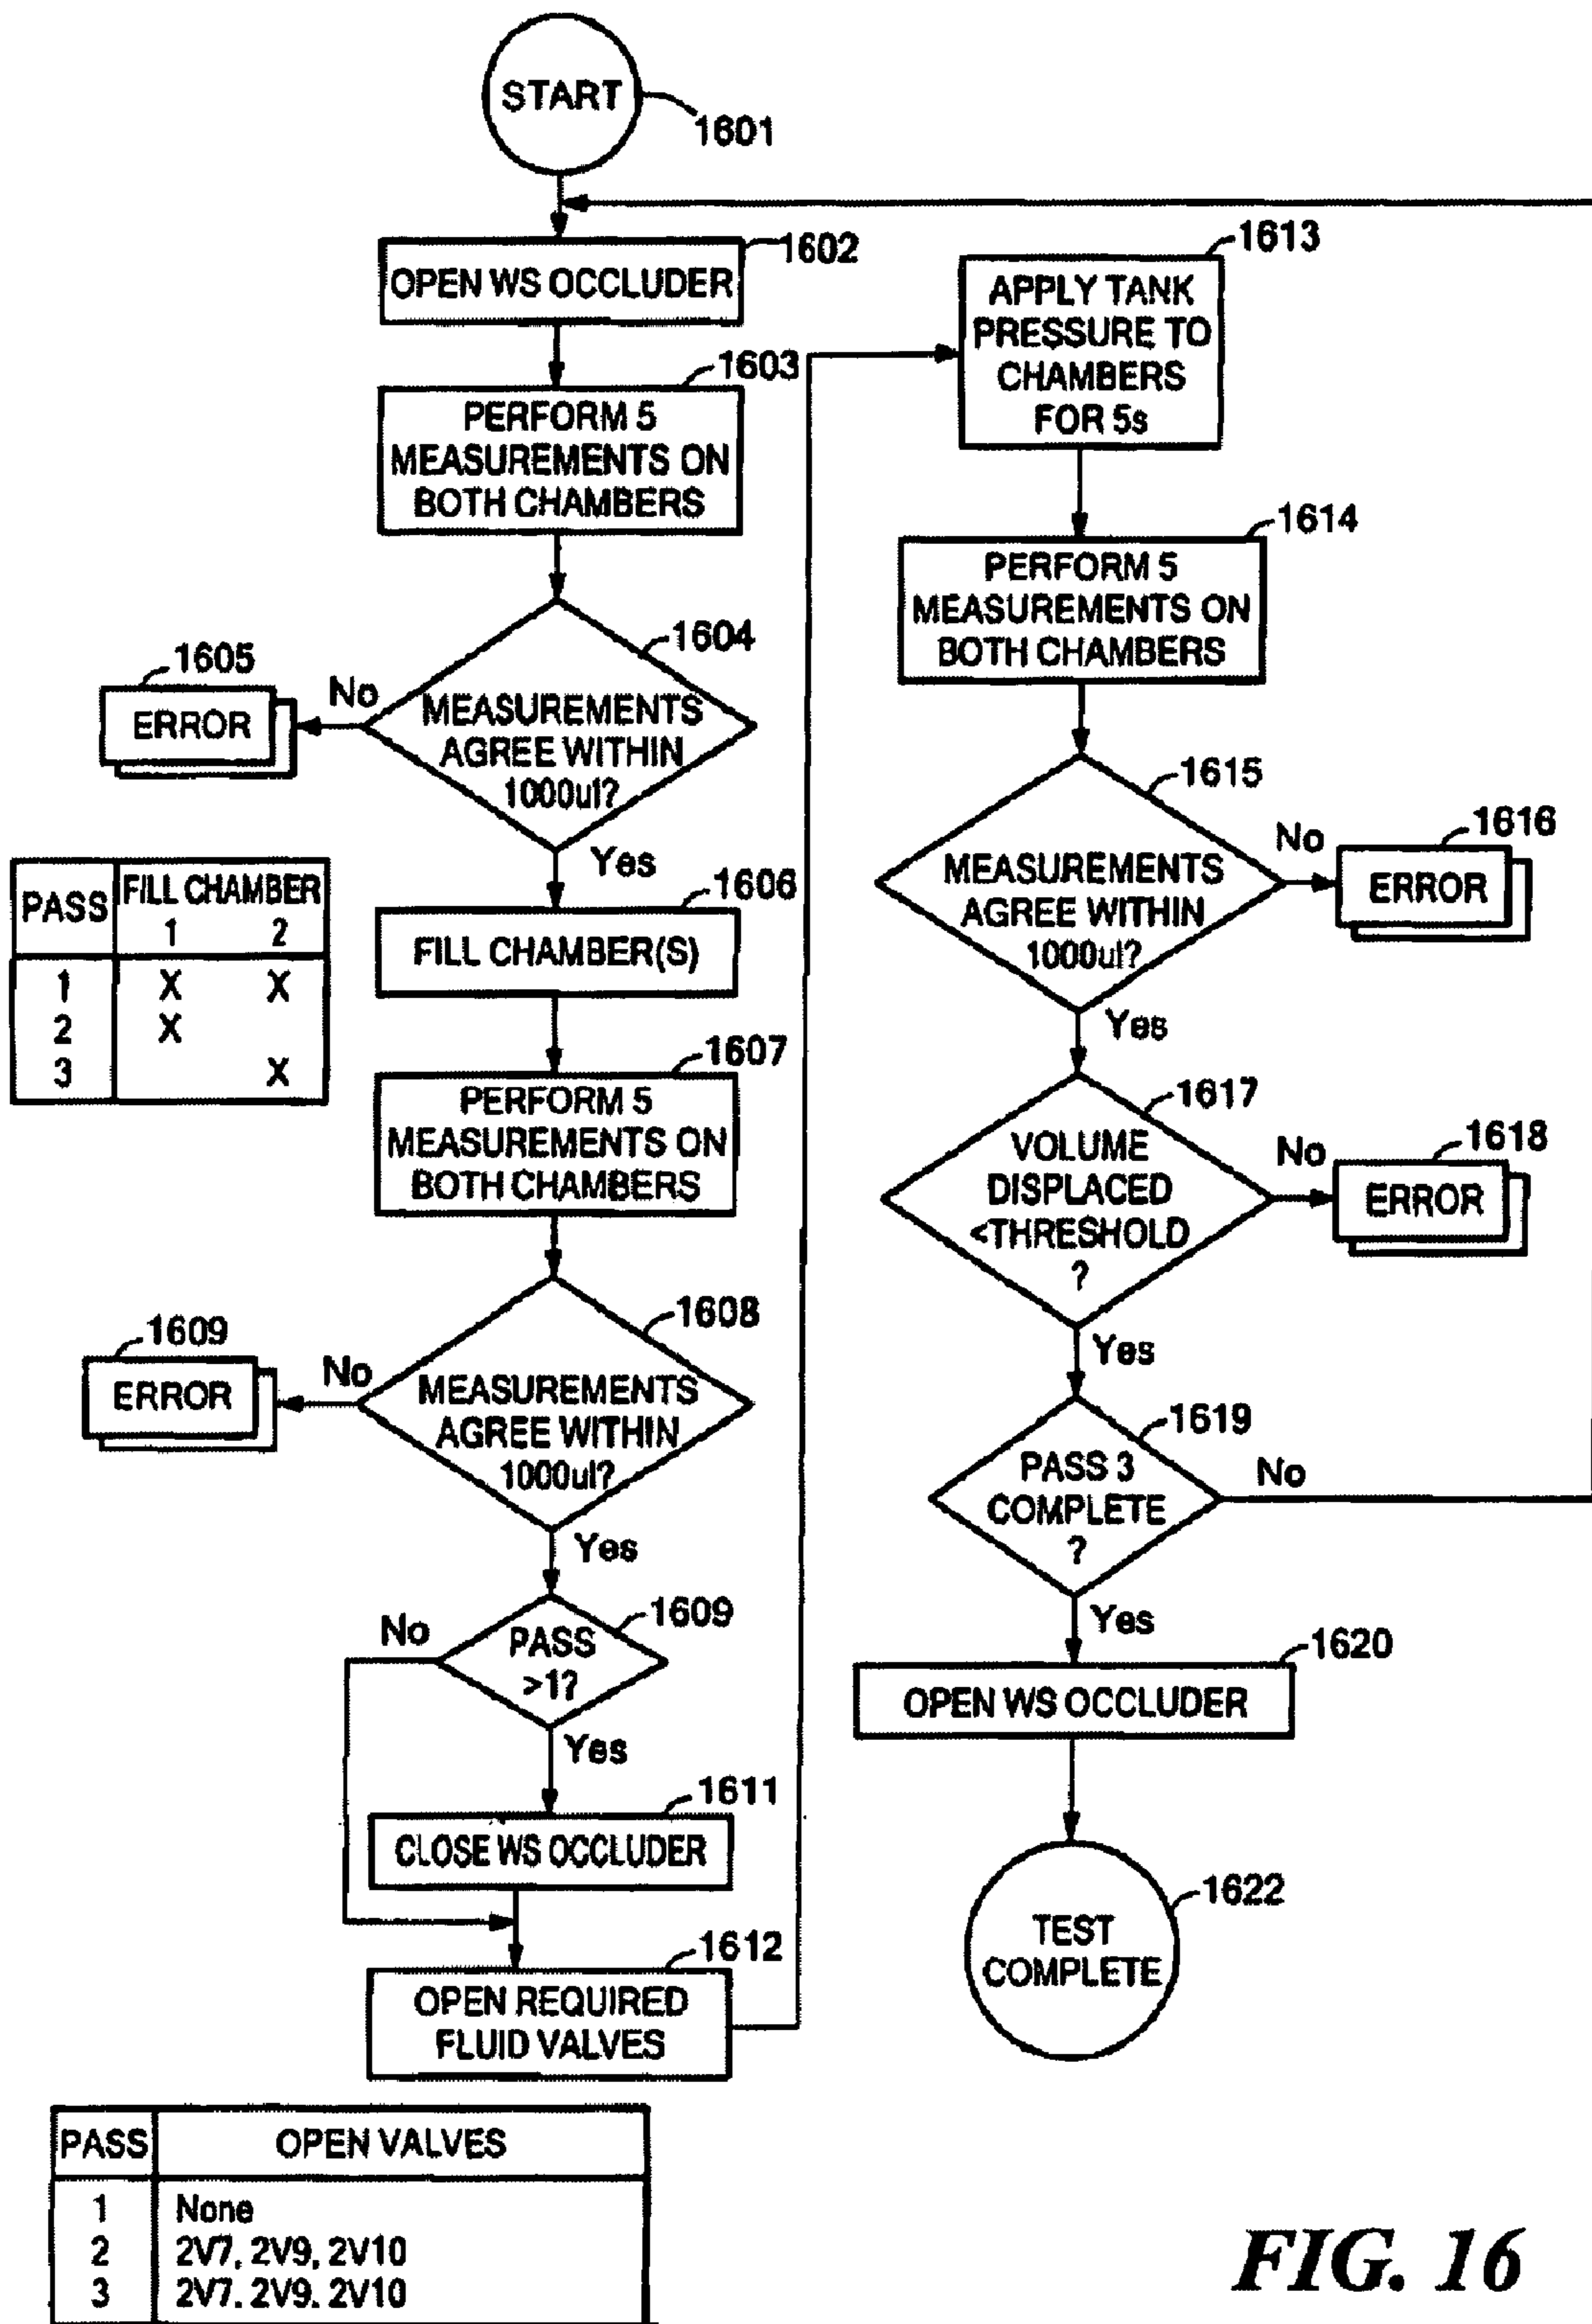 START
1601
1602
OPEN WS OCCLUDER
1603
PERFORM 5
MEASUREMENTS ON
BOTH CHAMBERS
1604
MEASUREMENTS
AGREE WITHIN
1000ul?
No
1605
ERROR
Yes
PASS FILL CHAMBER
1 2
1 X X
2 X
3 X
1606
FILL CHAMBER(S)
1607
PERFORM 5
MEASUREMENTS ON
BOTH CHAMBERS
1608
MEASUREMENTS
AGREE WITHIN
1000ul?
No
1609
ERROR
Yes
1609
PASS
>1?
No
Yes
1611
CLOSE WS OCCLUDER
1612
OPEN REQUIRED
FLUID VALVES
PASS OPEN VALVES
1 None
2 2V7, 2V9, 2V10
3 2V7. 2V9. 2V10
1613
APPLY TANK
PRESSURE TO
CHAMBERS
FOR 5s
1614
PERFORM 5
MEASUREMENTS ON
BOTH CHAMBERS
1615
MEASUREMENTS
AGREE WITHIN
1000ul?
No
1616
ERROR
Yes
1617
VOLUME
DISPLACED
<THRESHOLD
?
No
1618
ERROR
Yes
1619
PASS 3
COMPLETE
?
No
Yes
1620
OPEN WS OCCLUDER
1622
TEST
COMPLETE
FIG. 16